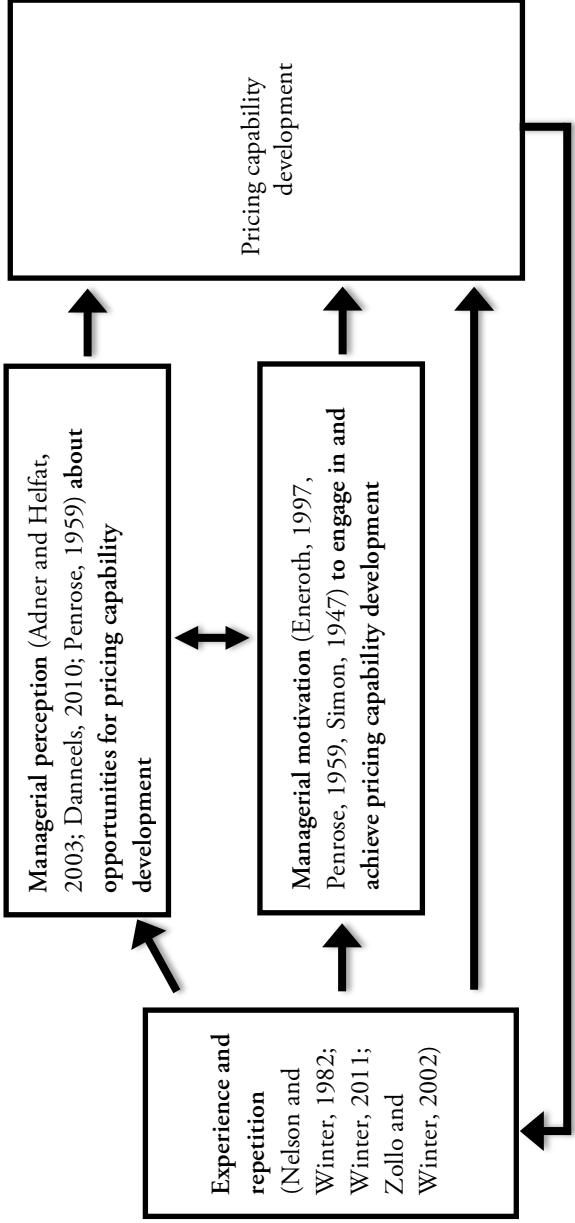 Experience and
repetition
(Nelson and
Winter, 1982;
Winter, 2011;
Zollo and
Winter, 2002)
Managerial perception (Adner and Helfat,
2003; Danneels, 2010; Penrose, 1959) about
opportunities for pricing capability
development
Managerial motivation (Eneroth, 1997,
Penrose, 1959, Simon, 1947) to engage in and
achieve pricing capability development
Pricing capability
development